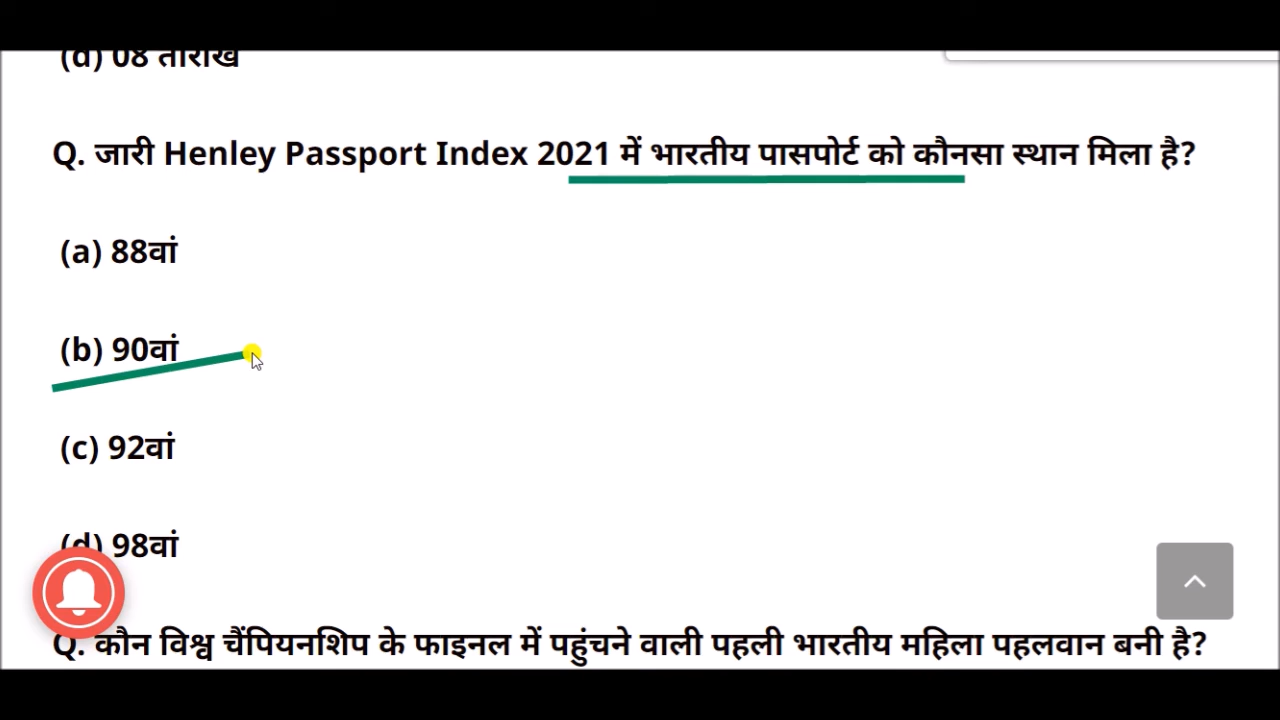 (d) 08 तारीख
Q. जारी Henley Passport Index 2021 में भारतीय पासपोर्ट को कौनसा स्थान मिला है?
(a) 88वां
(b) 90वां
(c) 92वां
(d) 98वां
Q. कौन विश्व चैंपियनशिप के फाइनल में पहुंचने वाली पहली भारतीय महिला पहलवान बनी है?